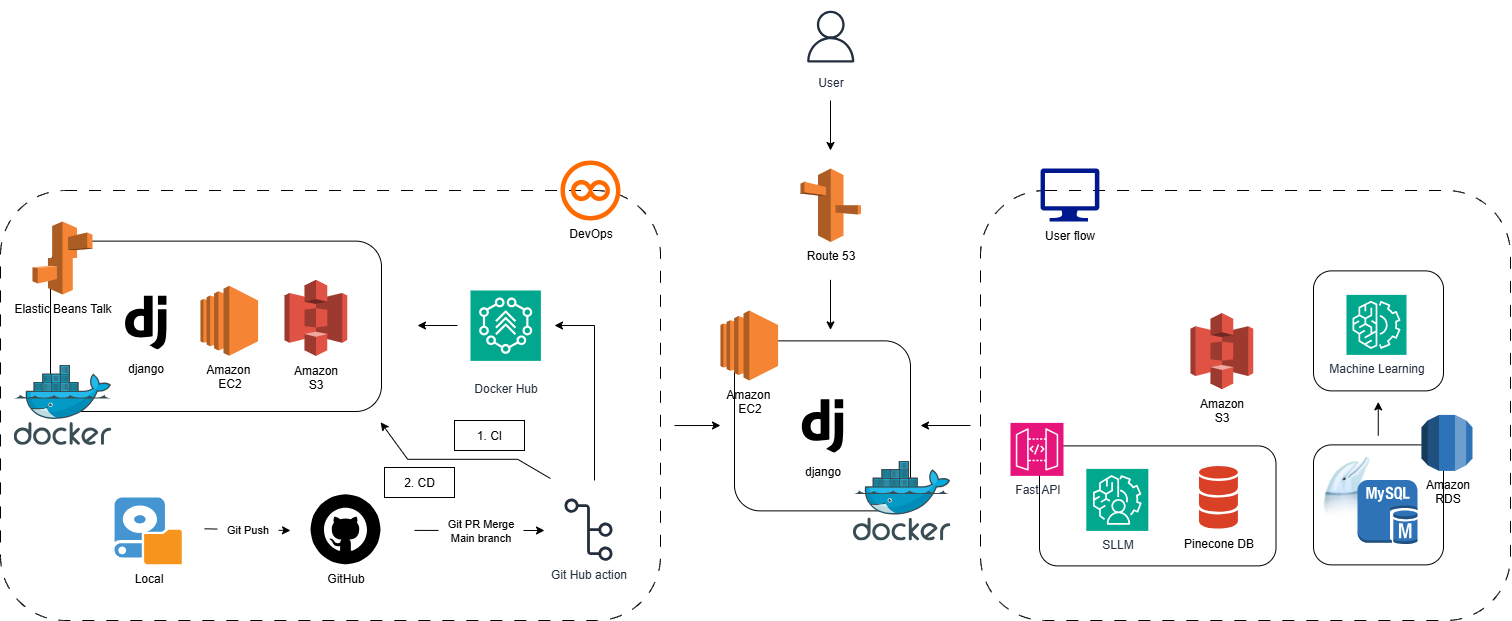 User
Route 53
DevOps
User flow
Elastic Beans Talk
dj
django
Amazon
EC2
Amazon
S3
Docker Hub
docker
1. CI
2. CD
Local
Git Push
GitHub
Git PR Merge
Main branch
Git Hub action
Amazon
EC2
dj
django
docker
Amazon
S3
Machine Learning
Fast API
SLLM
Pinecone DB
MySQL
M
Amazon
RDS